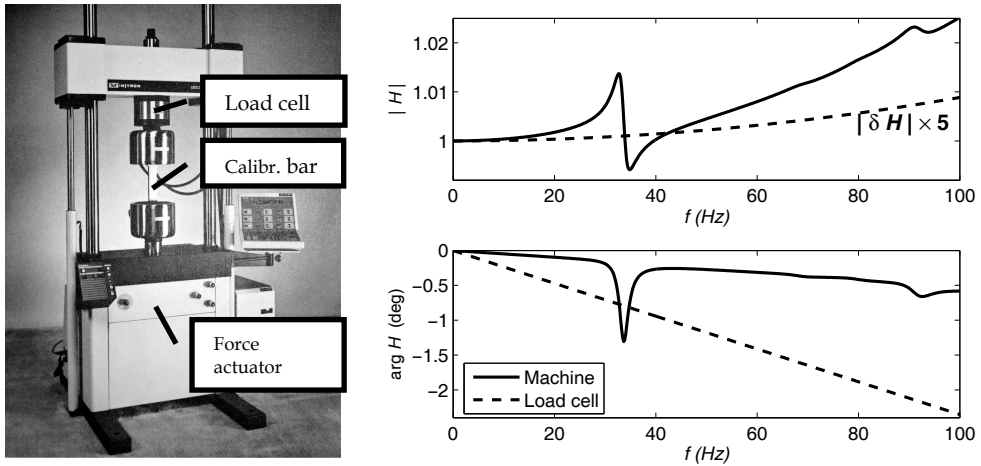 INSTRON
Load cell
Calibr. bar
Force
actuator
1.02
1.01
1
| H |
|δ H| × 5
0 20 40 60 80 100
f (Hz)
0
−0.5
−1
−1.5
−2
arg H (deg)
Machine
Load cell
0 20 40 60 80 100
f (Hz)